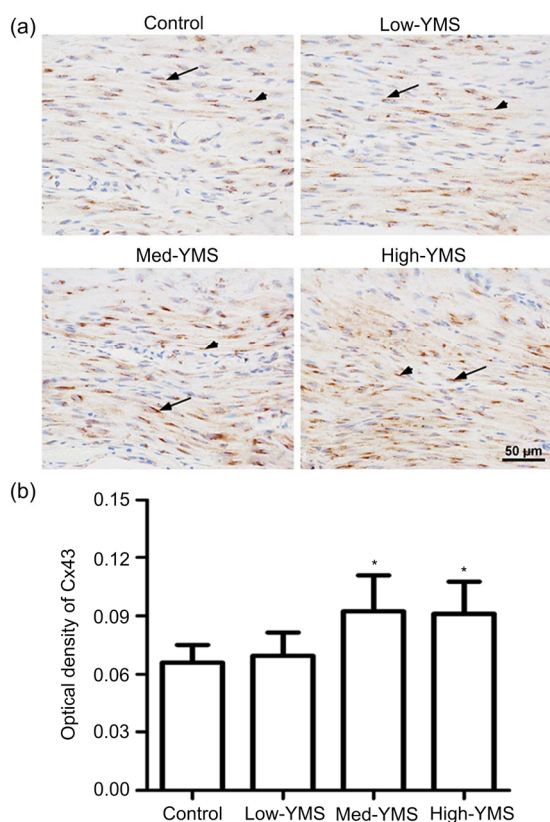 (a)
Control
Low-YMS
Med-YMS
High-YMS
50 μm
(b)
Optical density of Cx43
0.15
0.12
0.09
0.06
0.03
0.00
*
*
Control
Low-YMS
Med-YMS
High-YMS